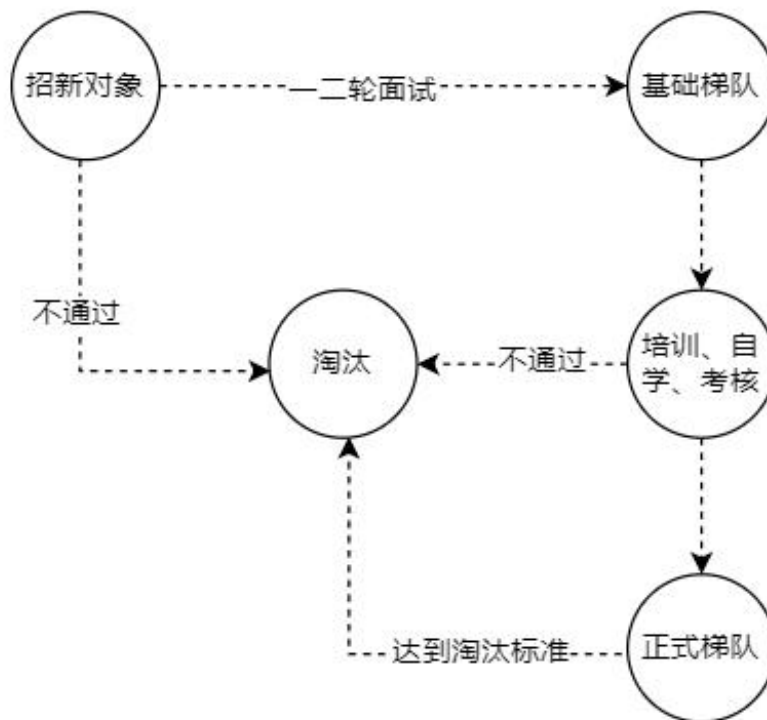 招新对象
一二轮面试
基础梯队
不通过
淘汰
不通过
培训、自
学、考核
达到淘汰标准
正式梯队